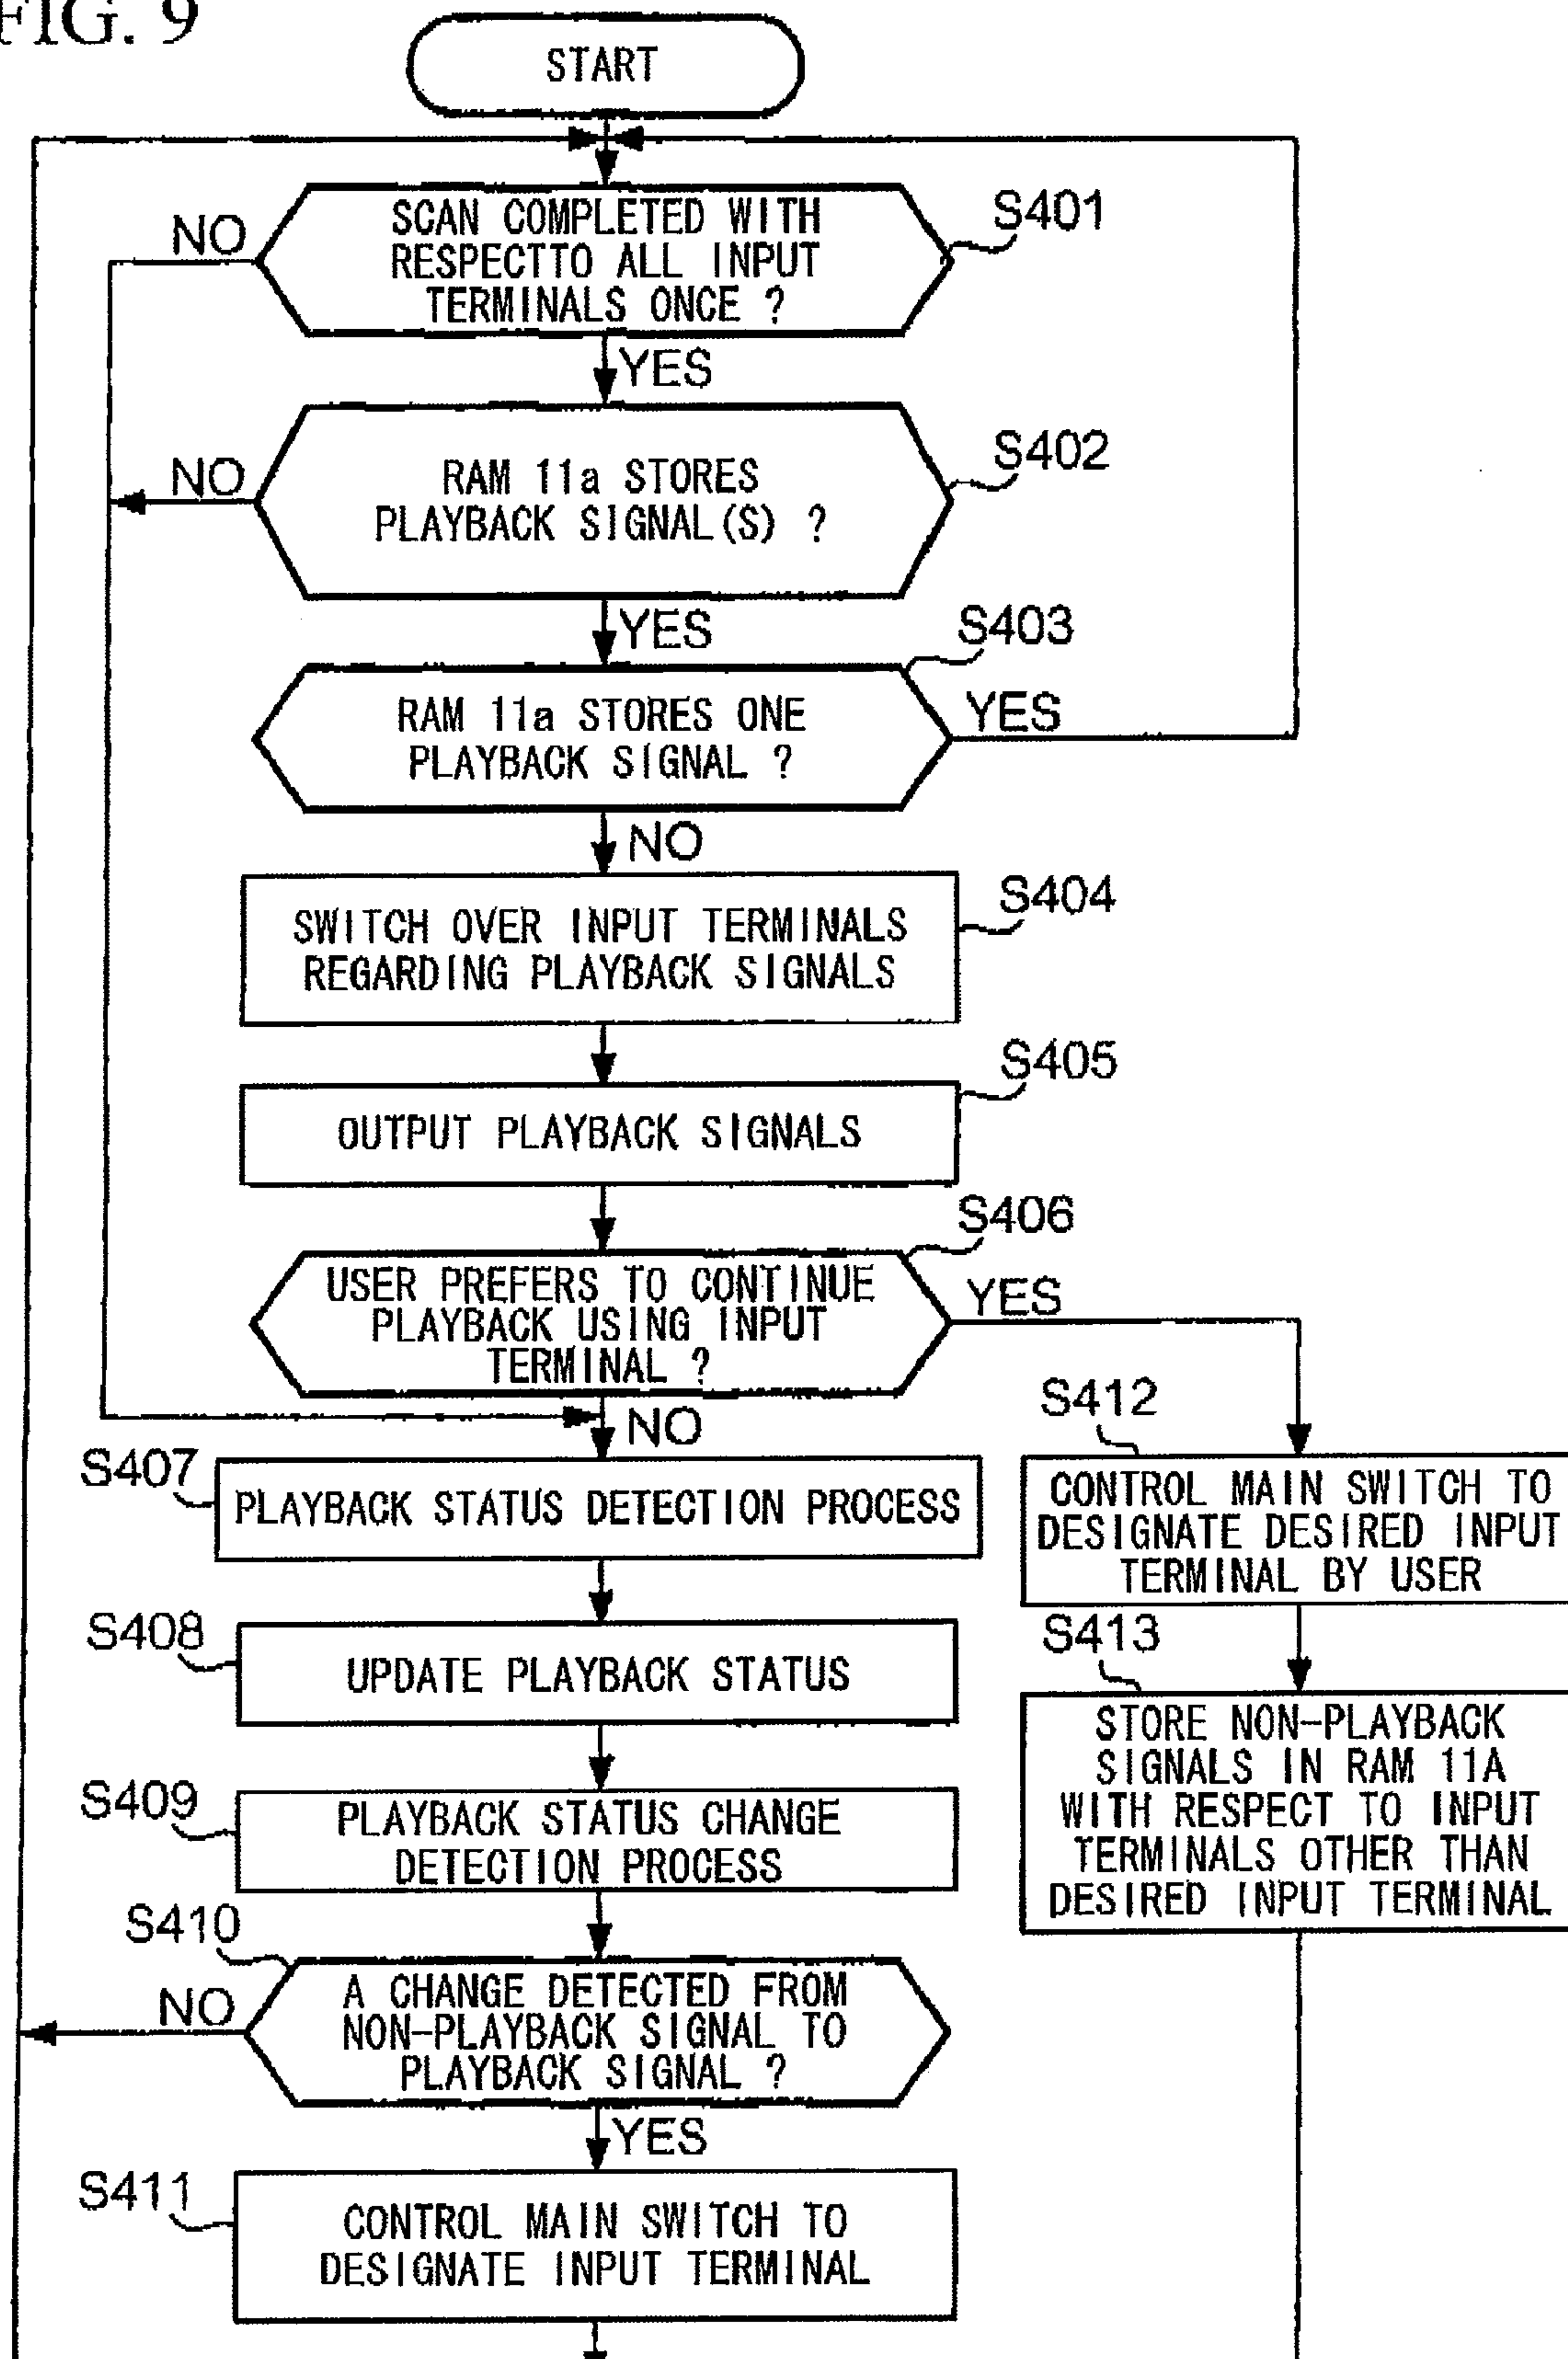 FIG. 9
START
S401
NO
SCAN COMPLETED WITH
RESPECTTO ALL INPUT
TERMINALS ONCE ?
YES
S402
NO
RAM 11a STORES
PLAYBACK SIGNAL(S) ?
YES
S403
RAM 11a STORES ONE
PLAYBACK SIGNAL ?
YES
NO
S404
SWITCH OVER INPUT TERMINALS
REGARDING PLAYBACK SIGNALS
S405
OUTPUT PLAYBACK SIGNALS
S406
USER PREFERS TO CONTINUE
PLAYBACK USING INPUT
TERMINAL ?
YES
NO
S407
PLAYBACK STATUS DETECTION PROCESS
S412
CONTROL MAIN SWITCH TO
DESIGNATE DESIRED INPUT
TERMINAL BY USER
S408
UPDATE PLAYBACK STATUS
S413
STORE NON-PLAYBACK
SIGNALS IN RAM 11A
WITH RESPECT TO INPUT
TERMINALS OTHER THAN
DESIRED INPUT TERMINAL
S409
PLAYBACK STATUS CHANGE
DETECTION PROCESS
S410
NO
A CHANGE DETECTED FROM
NON-PLAYBACK SIGNAL TO
PLAYBACK SIGNAL ?
YES
S411
CONTROL MAIN SWITCH TO
DESIGNATE INPUT TERMINAL